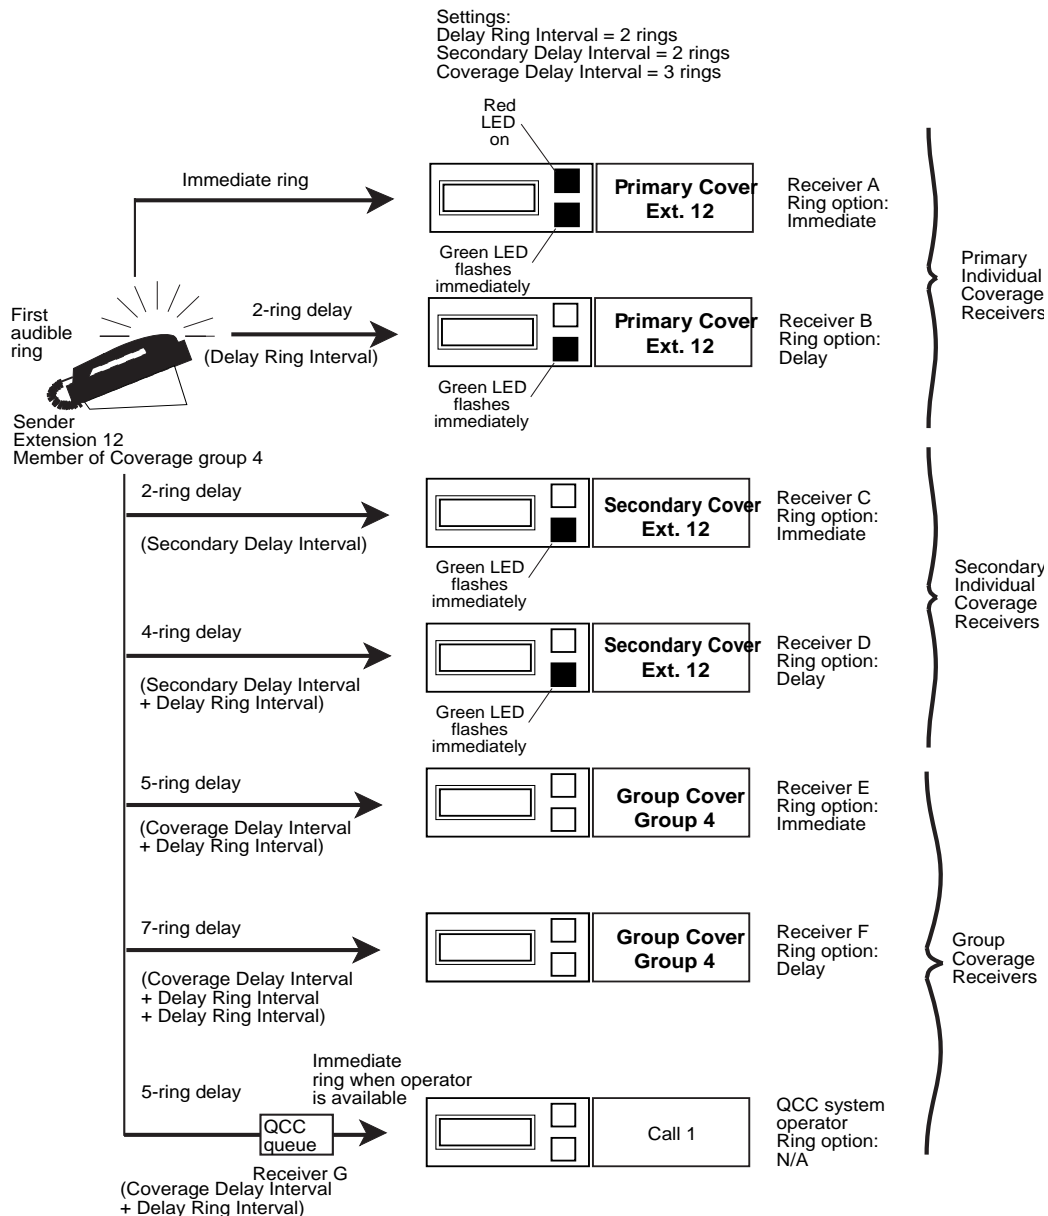 Settings:
Delay Ring Interval = 2 rings
Secondary Delay Interval = 2 rings
Coverage Delay Interval = 3 rings
Red
LED
on
Immediate ring
Primary Cover
Ext. 12
Receiver A
Ring option:
Immediate
Green LED
flashes
immediately
Primary
Individual
Coverage
Receivers
First
audible
ring
2-ring delay
(Delay Ring Interval)
Primary Cover
Ext. 12
Receiver B
Ring option:
Delay
Green LED
flashes
immediately
Sender
Extension 12
Member of Coverage group 4
2-ring delay
(Secondary Delay Interval)
Secondary Cover
Ext. 12
Receiver C
Ring option:
Immediate
Green LED
flashes
immediately
Secondary
Individual
Coverage
Receivers
4-ring delay
(Secondary Delay Interval
+ Delay Ring Interval)
Secondary Cover
Ext. 12
Receiver D
Ring option:
Delay
Green LED
flashes
immediately
5-ring delay
(Coverage Delay Interval
+ Delay Ring Interval)
Group Cover
Group 4
Receiver E
Ring option:
Immediate
7-ring delay
(Coverage Delay Interval
+ Delay Ring Interval
+ Delay Ring Interval)
Group Cover
Group 4
Receiver F
Ring option:
Delay
Group
Coverage
Receivers
5-ring delay
Immediate
ring when operator
is available
QCC
queue
Receiver G
(Coverage Delay Interval
+ Delay Ring Interval)
Call 1
QCC system
operator
Ring option:
N/A